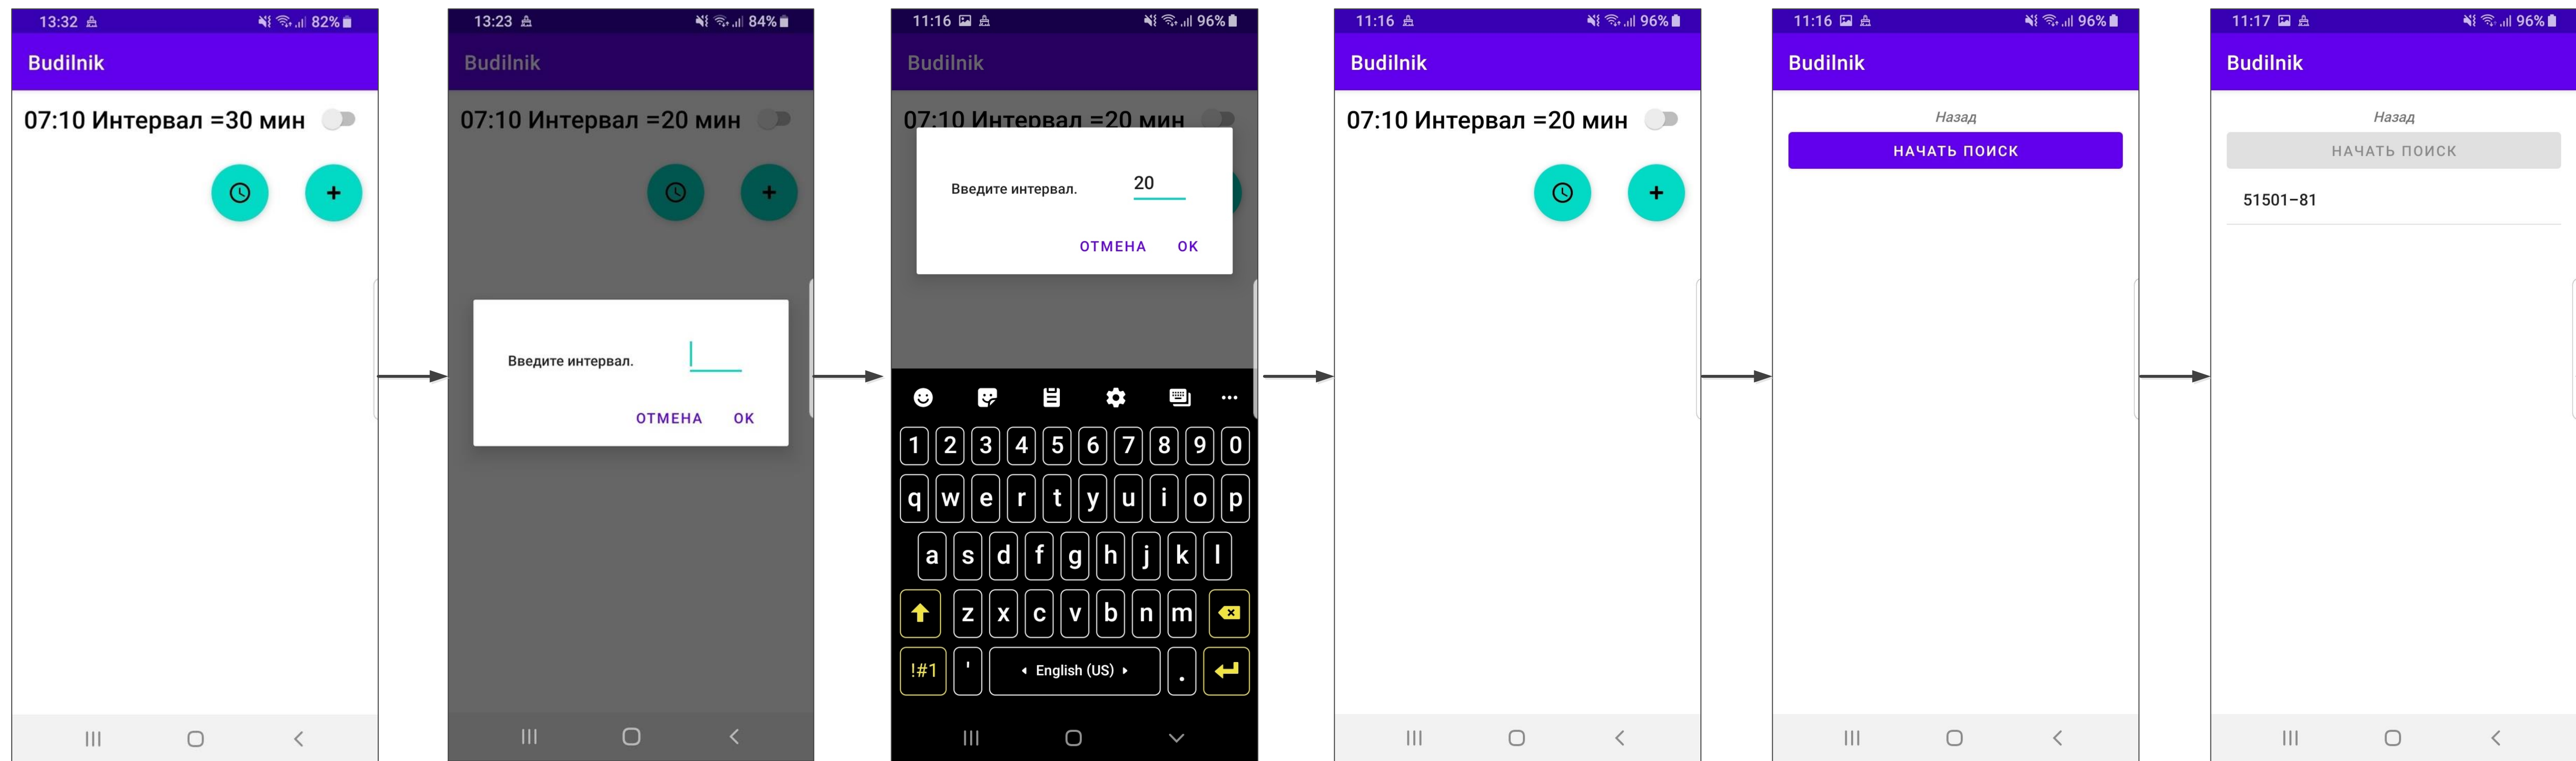 13:32 82%
Budilnik
07:10 Интервал =30 мин
+
13:23 84%
Budilnik
07:10 Интервал =20 мин
+
Введите интервал.
ОТМЕНА OK
11:16 96%
Budilnik
07:10 Интервал =20 мин
Введите интервал. 20
ОТМЕНА OK
1 2 3 4 5 6 7 8 9 0
q w e r t y u i o p
a s d f g h j k l
z x c v b n m
!#1 ' English (US) .
11:16 96%
Budilnik
07:10 Интервал =20 мин
+
11:16 96%
Budilnik
Назад
НАЧАТЬ ПОИСК
11:17 96%
Budilnik
Назад
НАЧАТЬ ПОИСК
51501–81